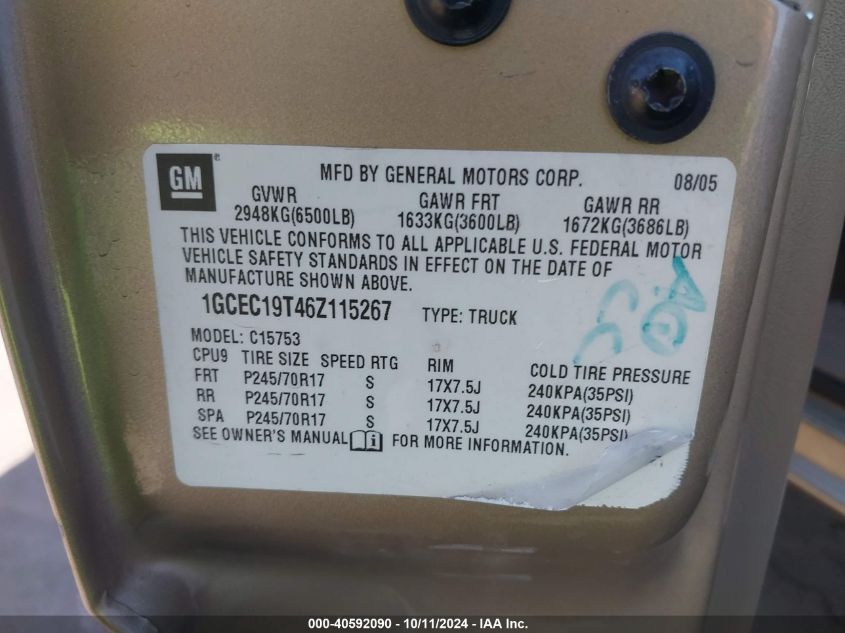 GM ®
MFD BY GENERAL MOTORS CORP. 08/05
GVWR GAWR FRT GAWR RR
2948KG(6500LB) 1633KG(3600LB) 1672KG(3686LB)
THIS VEHICLE CONFORMS TO ALL APPLICABLE U.S. FEDERAL MOTOR
VEHICLE SAFETY STANDARDS IN EFFECT ON THE DATE OF
MANUFACTURE SHOWN ABOVE.
1GCEC19T46Z115267 TYPE: TRUCK
MODEL: C15753
CPU9 TIRE SIZE SPEED RTG RIM COLD TIRE PRESSURE
FRT P245/70R17 S 17X7.5J 240KPA(35PSI)
RR P245/70R17 S 17X7.5J 240KPA(35PSI)
SPA P245/70R17 S 17X7.5J 240KPA(35PSI)
SEE OWNER'S MANUAL FOR MORE INFORMATION.
000-40592090 - 10/11/2024 - IAA Inc.